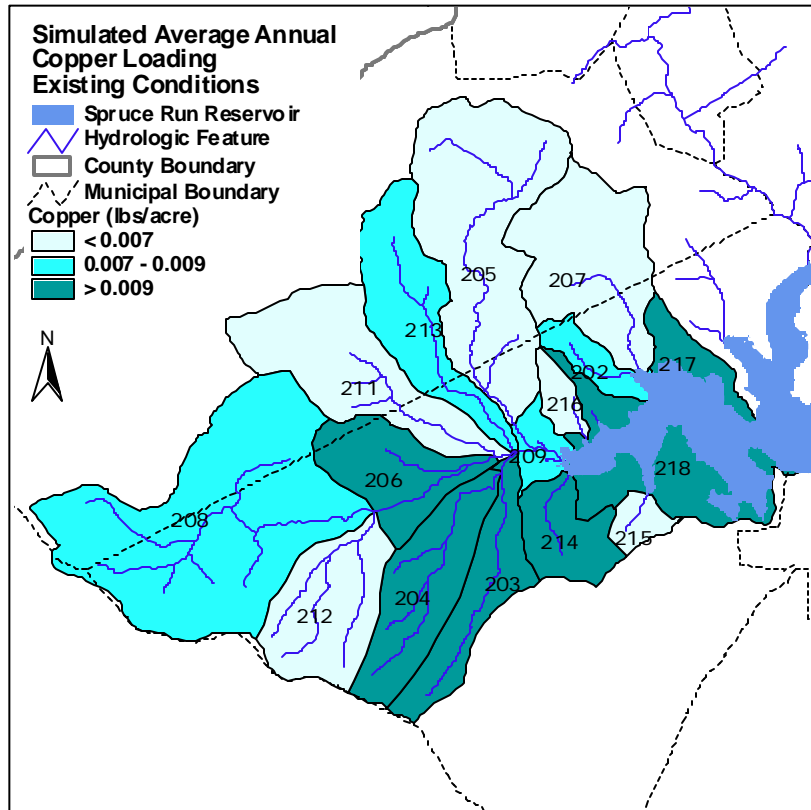 Simulated Average Annual
Copper Loading
Existing Conditions
Spruce Run Reservoir
Hydrologic Feature
County Boundary
Municipal Boundary
Copper (lbs/acre)
< 0.007
0.007 - 0.009
> 0.009
N
205
207
213
217
202
211
216
209
218
206
208
214
215
203
204
212